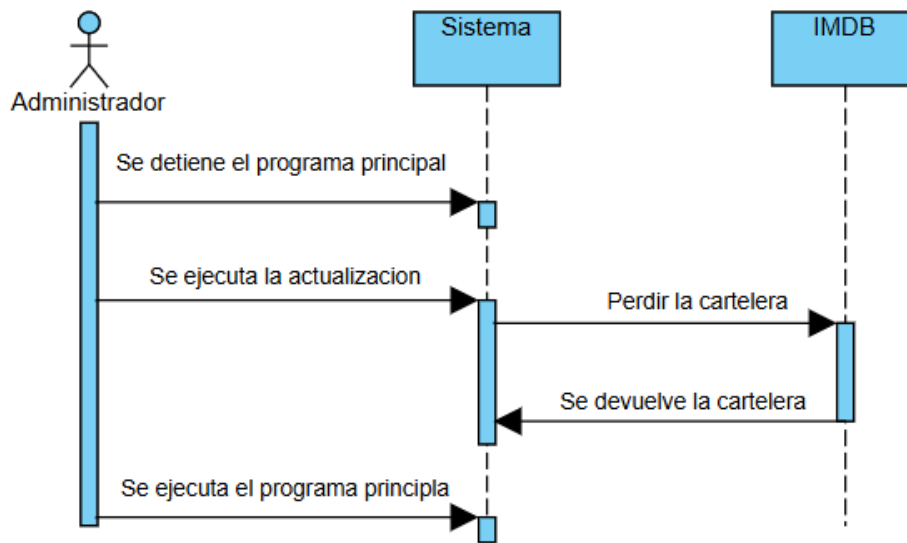 Sistema
IMDB
Administrador
Se detiene el programa principal
Se ejecuta la actualizacion
Perdir la cartelera
Se devuelve la cartelera
Se ejecuta el programa principla